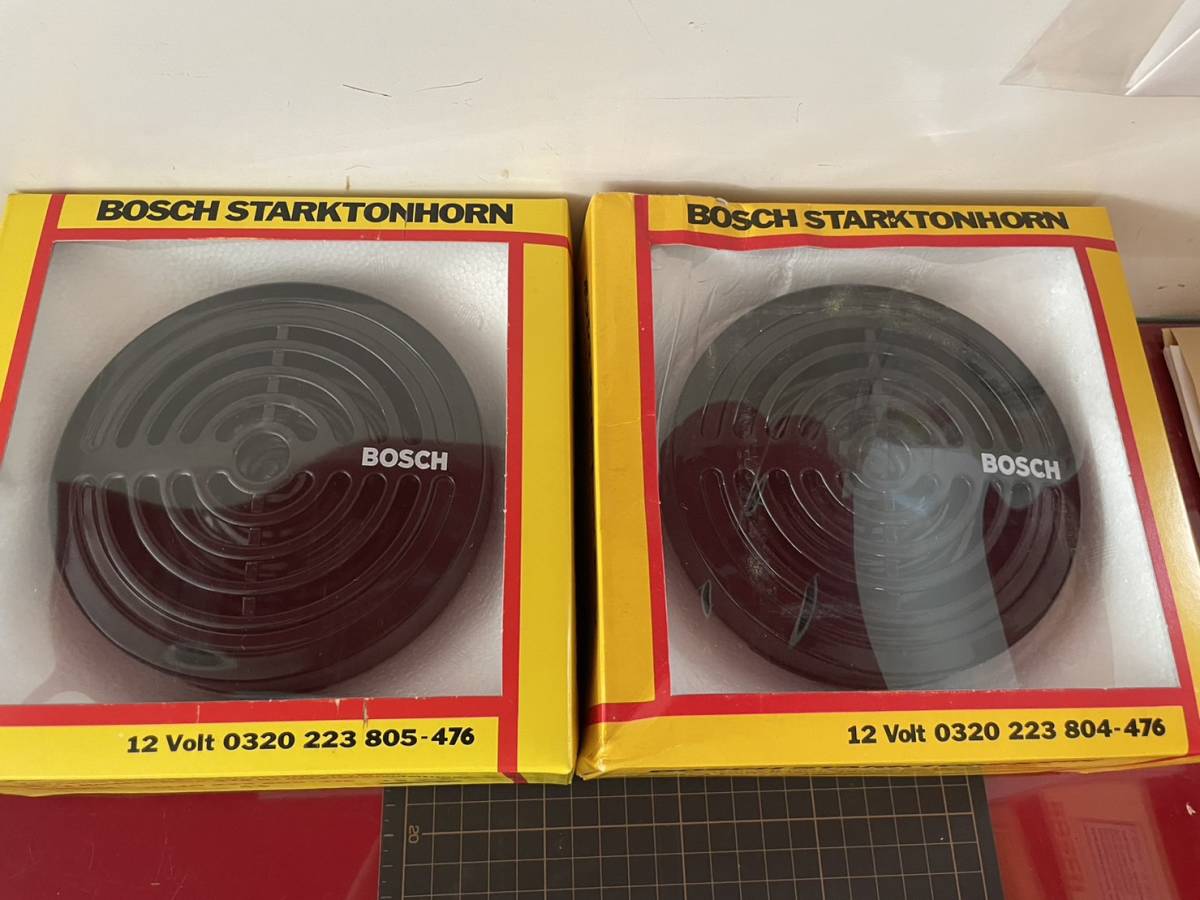 BOSCH STARKTONHORN
BOSCH
12 Volt 0320 223 805-476
BOSCH STARKTONHORN
BOSCH
12 Volt 0320 223 804-476
20